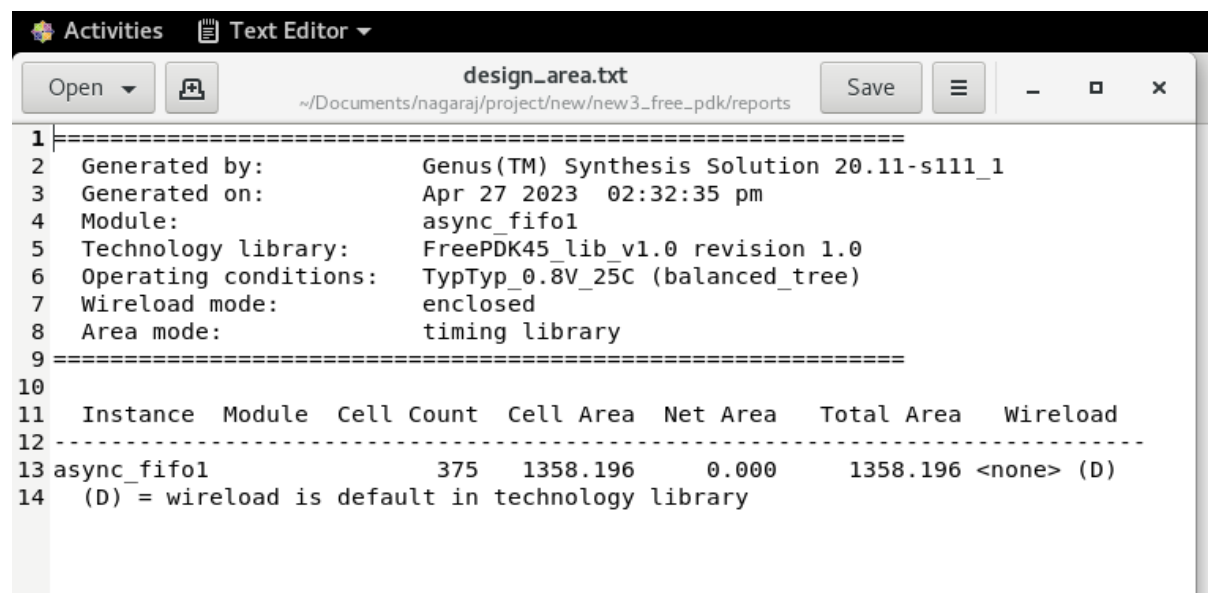 Activities Text Editor
Open design_area.txt Save
~/Documents/nagaraj/project/new/new3_free_pdk/reports
1 ============================================================
2   Generated by:           Genus(TM) Synthesis Solution 20.11-s111_1
3   Generated on:           Apr 27 2023  02:32:35 pm
4   Module:                 async_fifo1
5   Technology library:     FreePDK45_lib_v1.0 revision 1.0
6   Operating conditions:   TypTyp_0.8V_25C (balanced_tree)
7   Wireload mode:          enclosed
8   Area mode:              timing library
9 ============================================================
10
11   Instance  Module  Cell Count  Cell Area  Net Area   Total Area   Wireload
12 -----------------------------------------------------------------------------
13 async_fifo1                375   1358.196     0.000     1358.196 <none> (D)
14   (D) = wireload is default in technology library